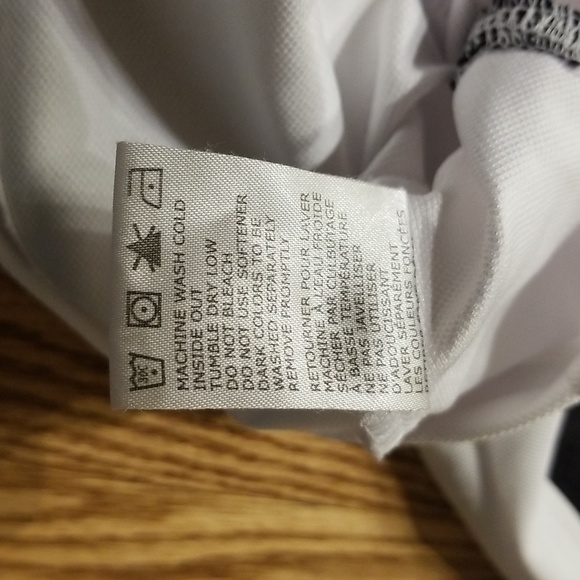 MACHINE WASH COLD
INSIDE OUT
TUMBLE DRY LOW
DO NOT BLEACH
DO NOT USE SOFTENER
DARK COLORS TO BE
WASHED SEPARATELY
REMOVE PROMPTLY
RETOURNER POUR LAVER
MACHINE À L'EAU FROIDE
SÉCHER PAR CULBUTAGE
À BASSE TEMPÉRATURE
NE PAS JAVELLISER
NE PAS UTILISER
D'ADOUCISSANT
LAVER SÉPARÉMENT
LES COULEURS FONCÉES